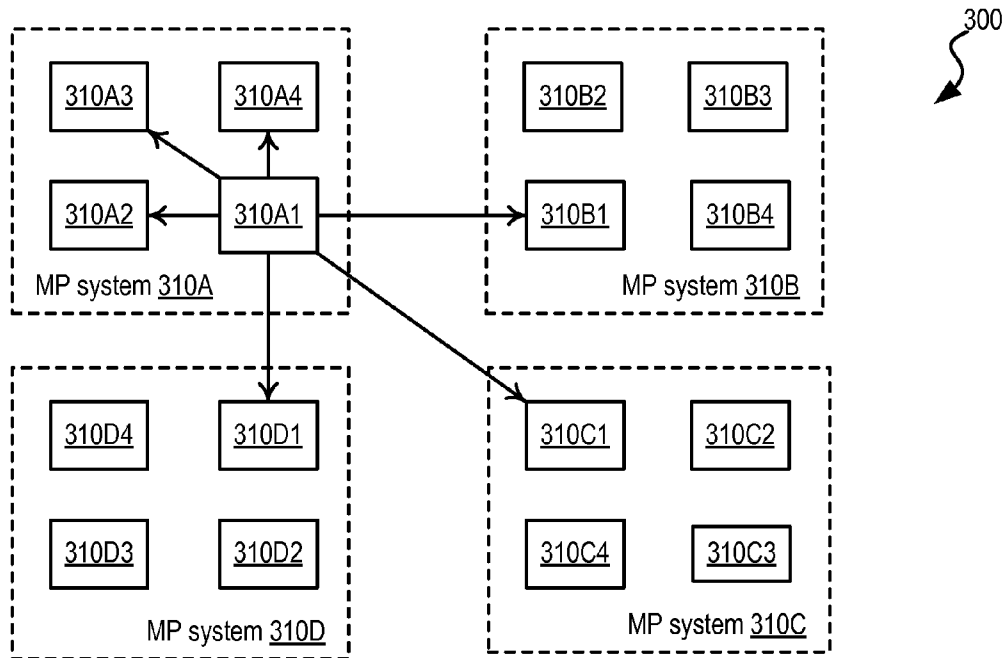 300
310A3
310A4
310B2
310B3
310A2
310A1
310B1
310B4
MP system 310A
MP system 310B
310D4
310D1
310C1
310C2
310D3
310D2
310C4
310C3
MP system 310D
MP system 310C